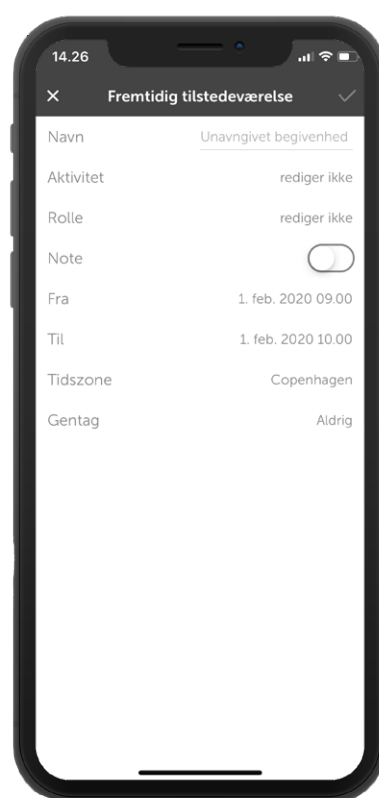 14.26
Fremtidig tilstedeværelse
Navn Unavngivet begivenhed
Aktivitet rediger ikke
Rolle rediger ikke
Note
Fra 1. feb. 2020 09.00
Til 1. feb. 2020 10.00
Tidszone Copenhagen
Gentag Aldrig